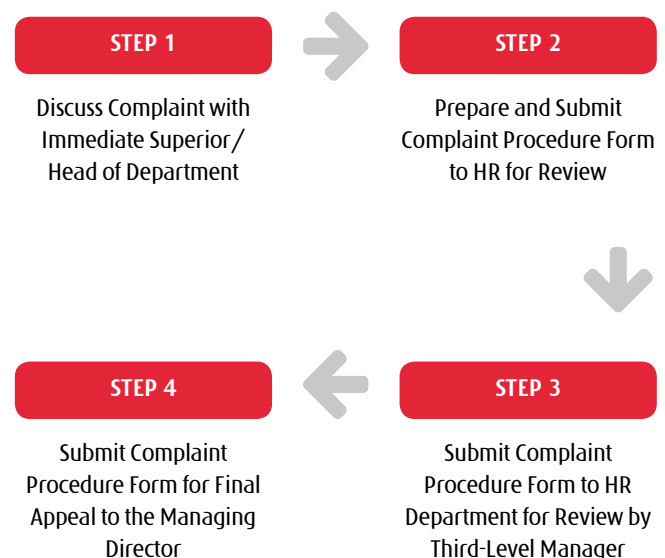 STEP 1
Discuss Complaint with
Immediate Superior/
Head of Department
STEP 2
Prepare and Submit
Complaint Procedure Form
to HR for Review
STEP 3
Submit Complaint
Procedure Form to HR
Department for Review by
Third-Level Manager
STEP 4
Submit Complaint
Procedure Form for Final
Appeal to the Managing
Director